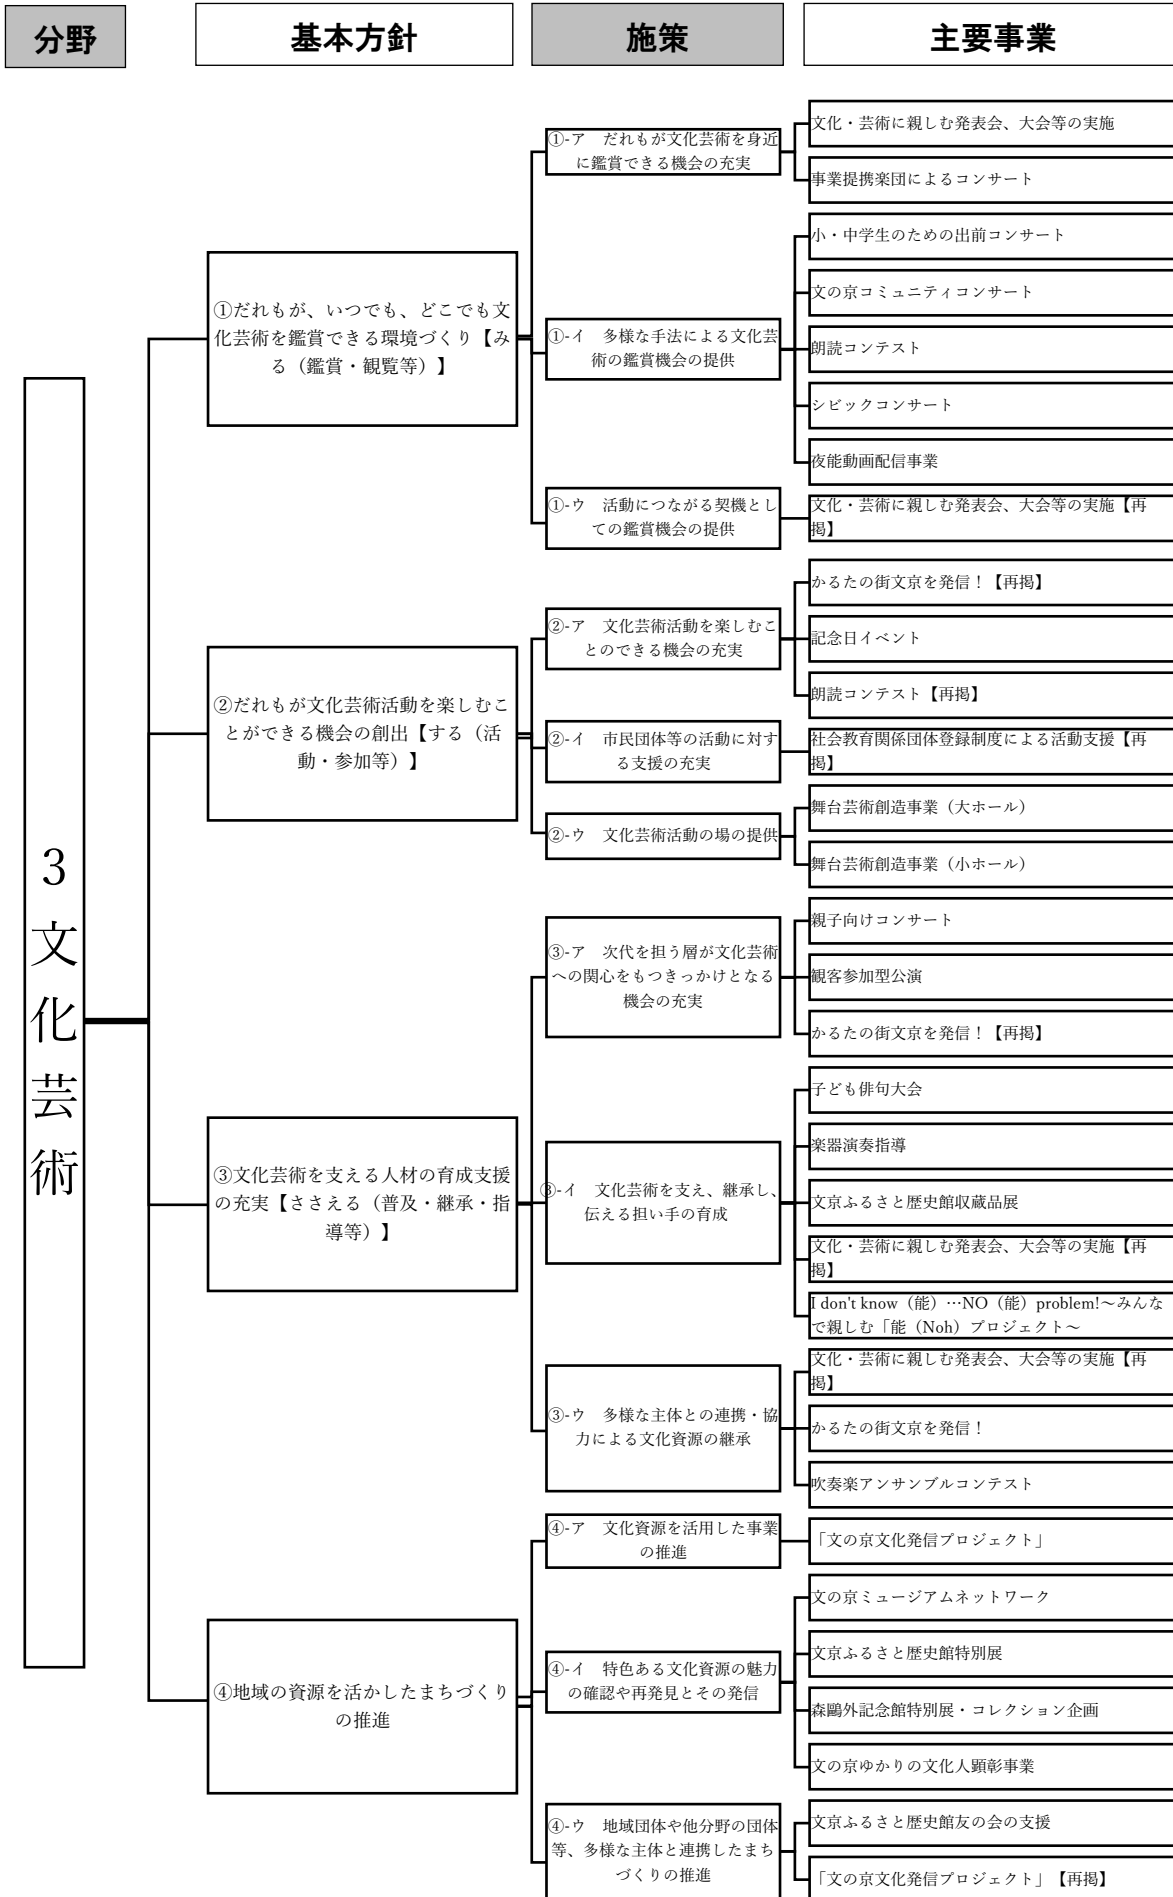 分野
基本方針
施策
主要事業
3
文
化
芸
術
①だれもが、いつでも、どこでも文
化芸術を鑑賞できる環境づくり【み
る（鑑賞・観覧等）】
①-ア　だれもが文化芸術を身近
に鑑賞できる機会の充実
文化・芸術に親しむ発表会、大会等の実施
事業提携楽団によるコンサート
①-イ　多様な手法による文化芸
術の鑑賞機会の提供
小・中学生のための出前コンサート
文の京コミュニティコンサート
朗読コンテスト
シビックコンサート
夜能動画配信事業
①-ウ　活動につながる契機とし
ての鑑賞機会の提供
文化・芸術に親しむ発表会、大会等の実施【再
掲】
②だれもが文化芸術活動を楽しむこ
とができる機会の創出【する（活
動・参加等）】
②-ア　文化芸術活動を楽しむこ
とのできる機会の充実
かるたの街文京を発信！【再掲】
記念日イベント
朗読コンテスト【再掲】
②-イ　市民団体等の活動に対す
る支援の充実
社会教育関係団体登録制度による活動支援【再
掲】
②-ウ　文化芸術活動の場の提供
舞台芸術創造事業（大ホール）
舞台芸術創造事業（小ホール）
③文化芸術を支える人材の育成支援
の充実【ささえる（普及・継承・指
導等）】
③-ア　次代を担う層が文化芸術
への関心をもつきっかけとなる
機会の充実
親子向けコンサート
観客参加型公演
かるたの街文京を発信！【再掲】
③-イ　文化芸術を支え、継承し、
伝える担い手の育成
子ども俳句大会
楽器演奏指導
文京ふるさと歴史館収蔵品展
文化・芸術に親しむ発表会、大会等の実施【再
掲】
I don't know（能）…NO（能）problem!～みんな
で親しむ「能（Noh）プロジェクト～
③-ウ　多様な主体との連携・協
力による文化資源の継承
文化・芸術に親しむ発表会、大会等の実施【再
掲】
かるたの街文京を発信！
吹奏楽アンサンブルコンテスト
④地域の資源を活かしたまちづくり
の推進
④-ア　文化資源を活用した事業
の推進
「文の京文化発信プロジェクト」
④-イ　特色ある文化資源の魅力
の確認や再発見とその発信
文の京ミュージアムネットワーク
文京ふるさと歴史館特別展
森鷗外記念館特別展・コレクション企画
文の京ゆかりの文化人顕彰事業
④-ウ　地域団体や他分野の団体
等、多様な主体と連携したまち
づくりの推進
文京ふるさと歴史館友の会の支援
「文の京文化発信プロジェクト」【再掲】